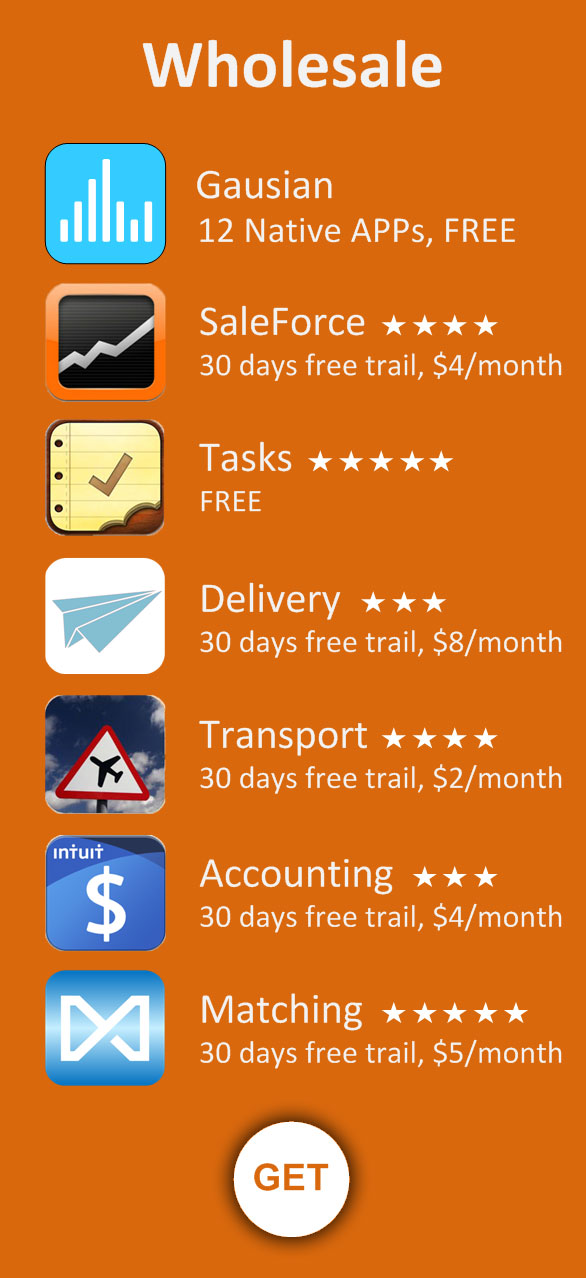 Wholesale
Gausian
12 Native APPs, FREE
SaleForce ★★★★
30 days free trail, $4/month
Tasks ★★★★★
FREE
Delivery ★★★
30 days free trail, $8/month
Transport ★★★★
30 days free trail, $2/month
intuit
$
Accounting ★★★
30 days free trail, $4/month
Matching ★★★★★
30 days free trail, $5/month
GET